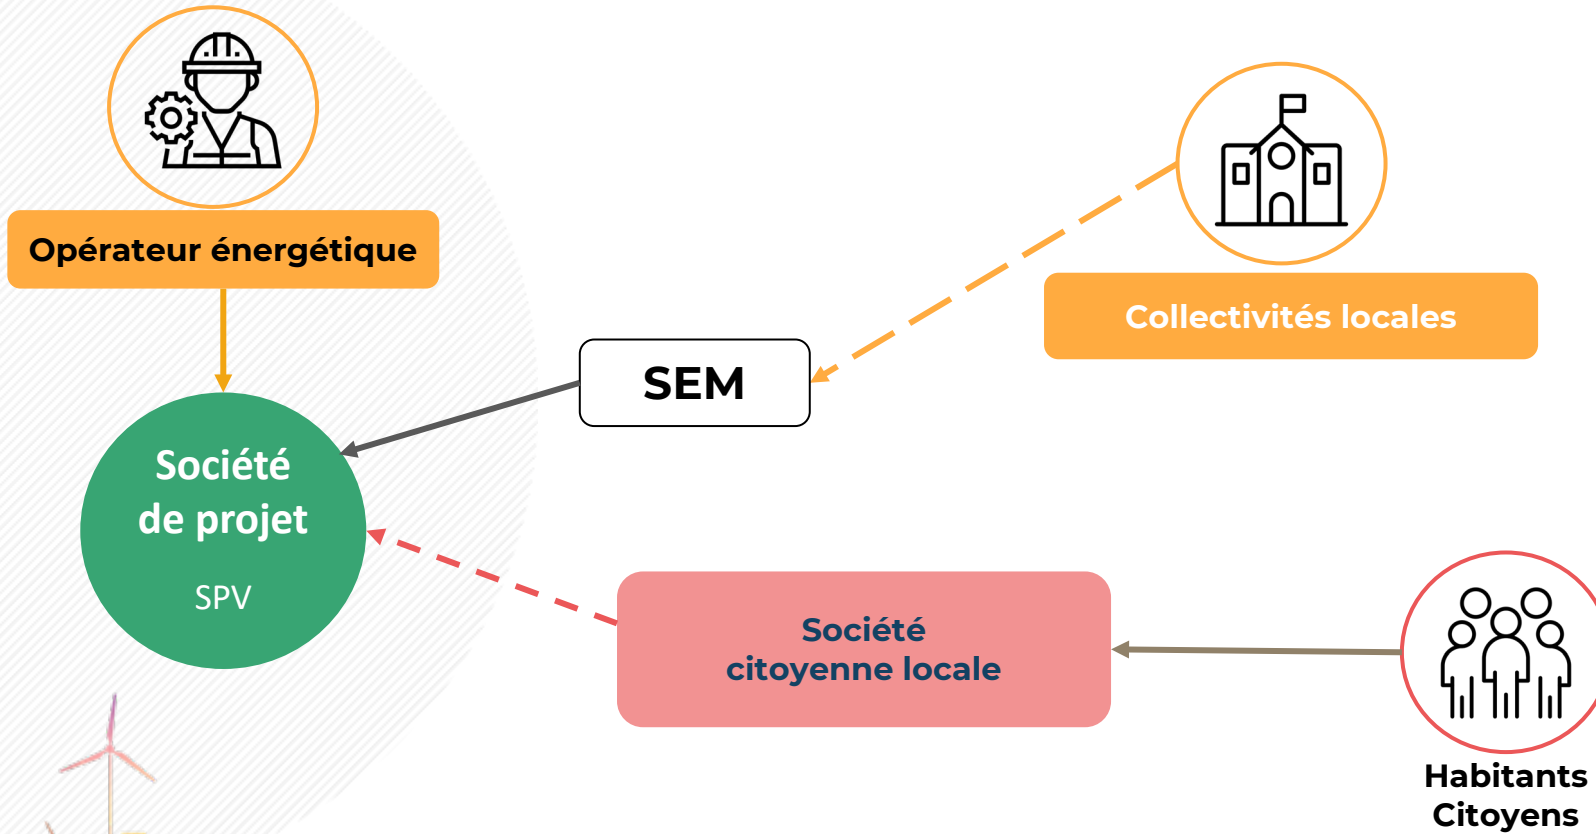 Opérateur énergétique
Collectivités locales
SEM
Société
de projet
SPV
Société
citoyenne locale
Habitants
Citoyens